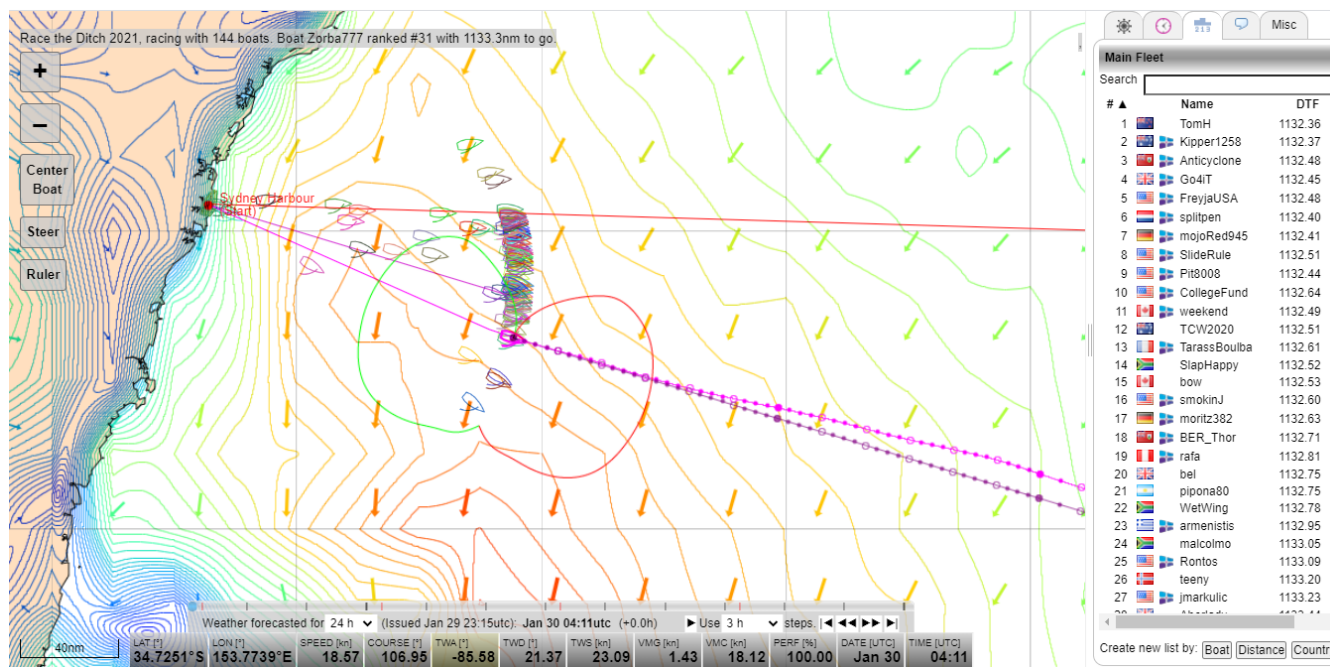 Race the Ditch 2021, racing with 144 boats. Boat Zorba777 ranked #31 with 1133.3nm to go.
+
−
Center
Boat
Steer
Ruler
Sydney Harbour
(Start)
40nm
Weather forecasted for 24 h (Issued Jan 29 23:15utc): Jan 30 04:11utc (+0.0h) Use 3 h steps.
LAT [°] LON [°] SPEED [kn] COURSE [°] TWA [°] TWD [°] TWS [kn] VMG [kn] VMC [kn] PERF [%] DATE [UTC] TIME [UTC]
34.7251°S 153.7739°E 18.57 106.95 -85.58 21.37 23.09 1.43 18.12 100.00 Jan 30 04:11
Misc
Main Fleet
Search
# ▲ Name DTF
1 TomH 1132.36
2 Kipper1258 1132.37
3 Anticyclone 1132.48
4 Go4iT 1132.45
5 FreyjaUSA 1132.48
6 splitpen 1132.40
7 mojoRed945 1132.41
8 SlideRule 1132.51
9 Pit8008 1132.44
10 CollegeFund 1132.64
11 weekend 1132.49
12 TCW2020 1132.51
13 TarassBoulba 1132.61
14 SlapHappy 1132.52
15 bow 1132.53
16 smokinJ 1132.60
17 moritz382 1132.63
18 BER_Thor 1132.71
19 rafa 1132.81
20 bel 1132.75
21 pipona80 1132.75
22 WetWing 1132.78
23 armenistis 1132.95
24 malcolmo 1133.05
25 Rontos 1133.09
26 teeny 1133.20
27 jmarkulic 1133.23
Create new list by: Boat Distance Countr